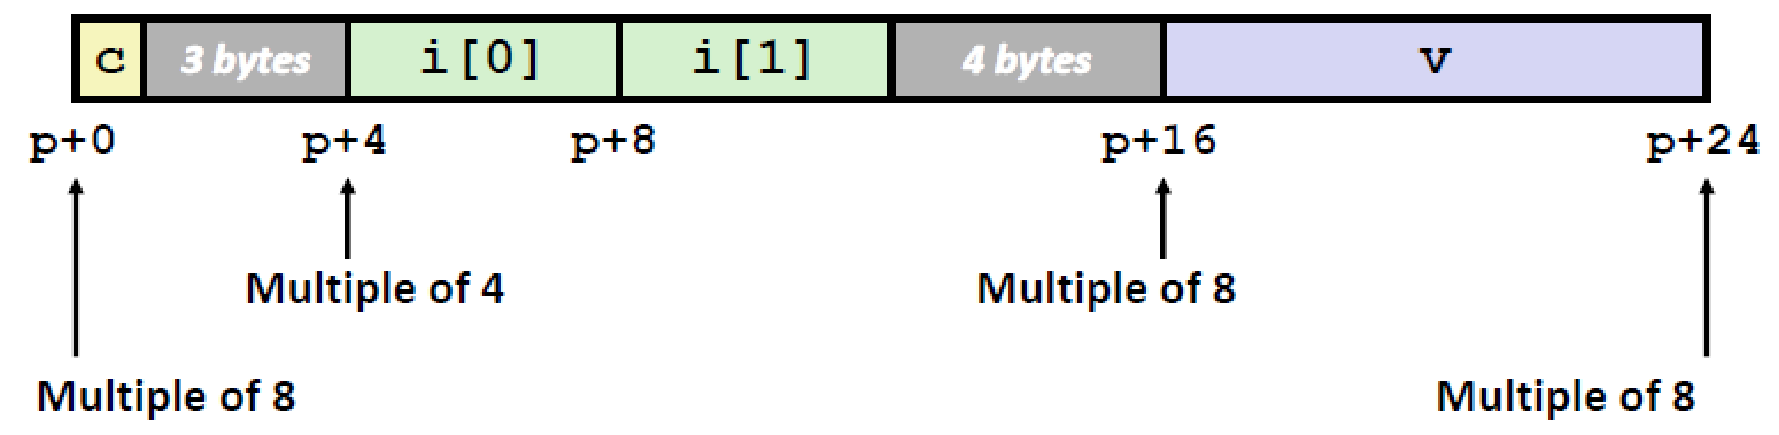 c 3 bytes i[0] i[1] 4 bytes v
p+0 p+4 p+8 p+16 p+24
Multiple of 4 Multiple of 8
Multiple of 8 Multiple of 8